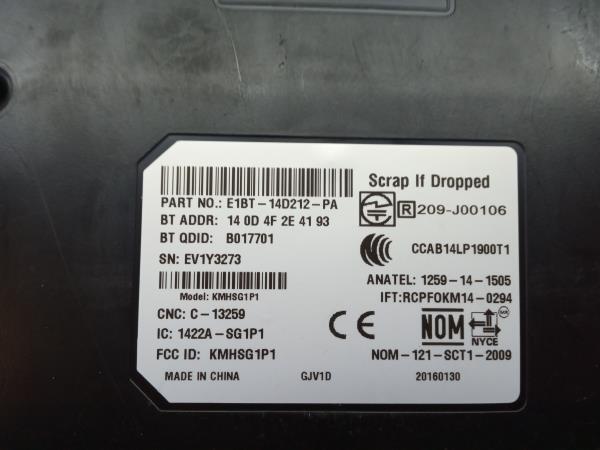 Scrap If Dropped
PART NO.: E1BT-14D212-PA
R 209-J00106
BT ADDR: 14 0D 4F 2E 41 93
BT QDID: B017701
CCAB14LP1900T1
SN: EV1Y3273
ANATEL: 1259-14-1505
Model: KMHSG1P1
IFT:RCPFOKM14-0294
CNC: C-13259
CE
NOM
NYCE
IC: 1422A-SG1P1
FCC ID: KMHSG1P1
NOM-121-SCT1-2009
MADE IN CHINA
GJV1D
20160130